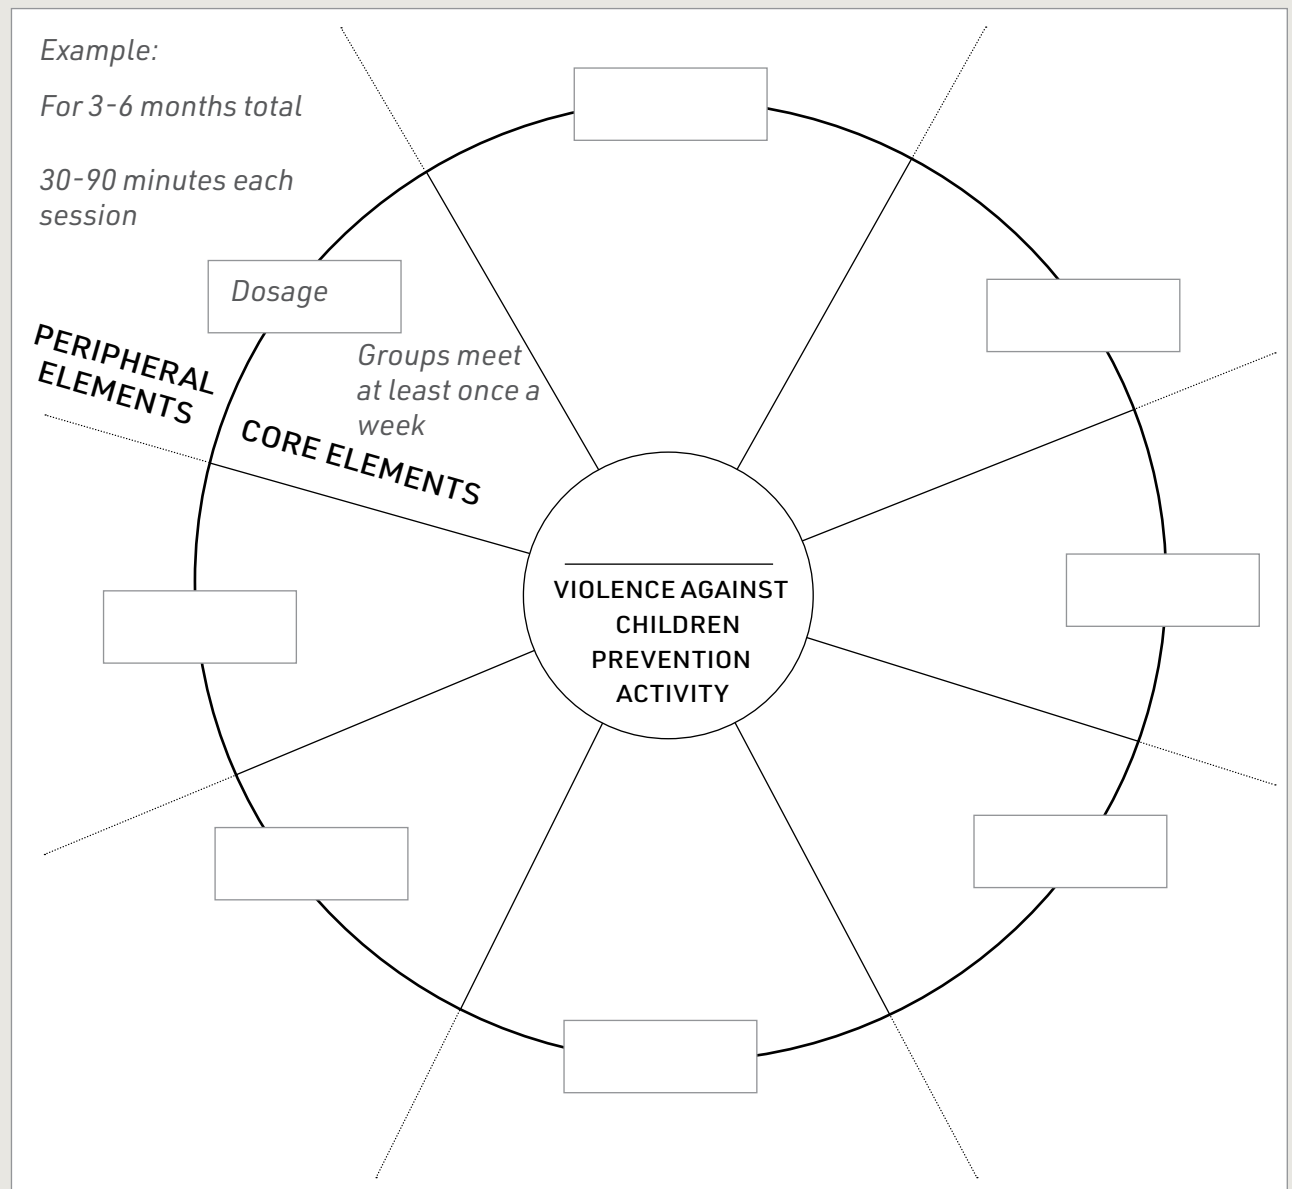 Example:
For 3-6 months total
30-90 minutes each
session
Dosage
PERIPHERAL
ELEMENTS
Groups meet
at least once a
week
CORE ELEMENTS
VIOLENCE AGAINST
CHILDREN
PREVENTION
ACTIVITY